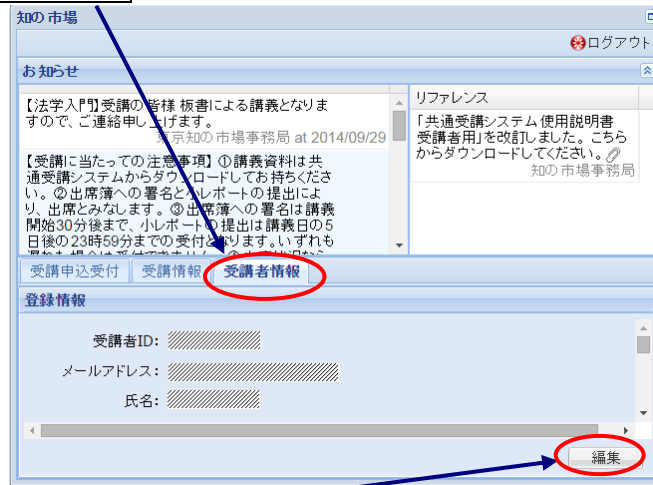 知の市場
ログアウト
お知らせ
【法学入門】受講の皆様 板書による講義となりま
すので、ご連絡申し上げます。
東京知の市場事務局 at 2014/09/29
【受講に当たっての注意事項】①講義資料は共
通受講システムからダウンロードしてお持ちくださ
い。②出席簿への署名と小レポートの提出によ
り、出席とみなします。③出席簿への署名は講義
開始30分後まで、小レポートの提出は講義日の5
日後の23時59分までの受付となります。いずれも
リファレンス
「共通受講システム使用説明書
受講者用」を改訂しました。こちら
からダウンロードしてください。
知の市場事務局
受講申込受付 受講情報 受講者情報
登録情報
受講者ID:
メールアドレス:
氏名:
編集